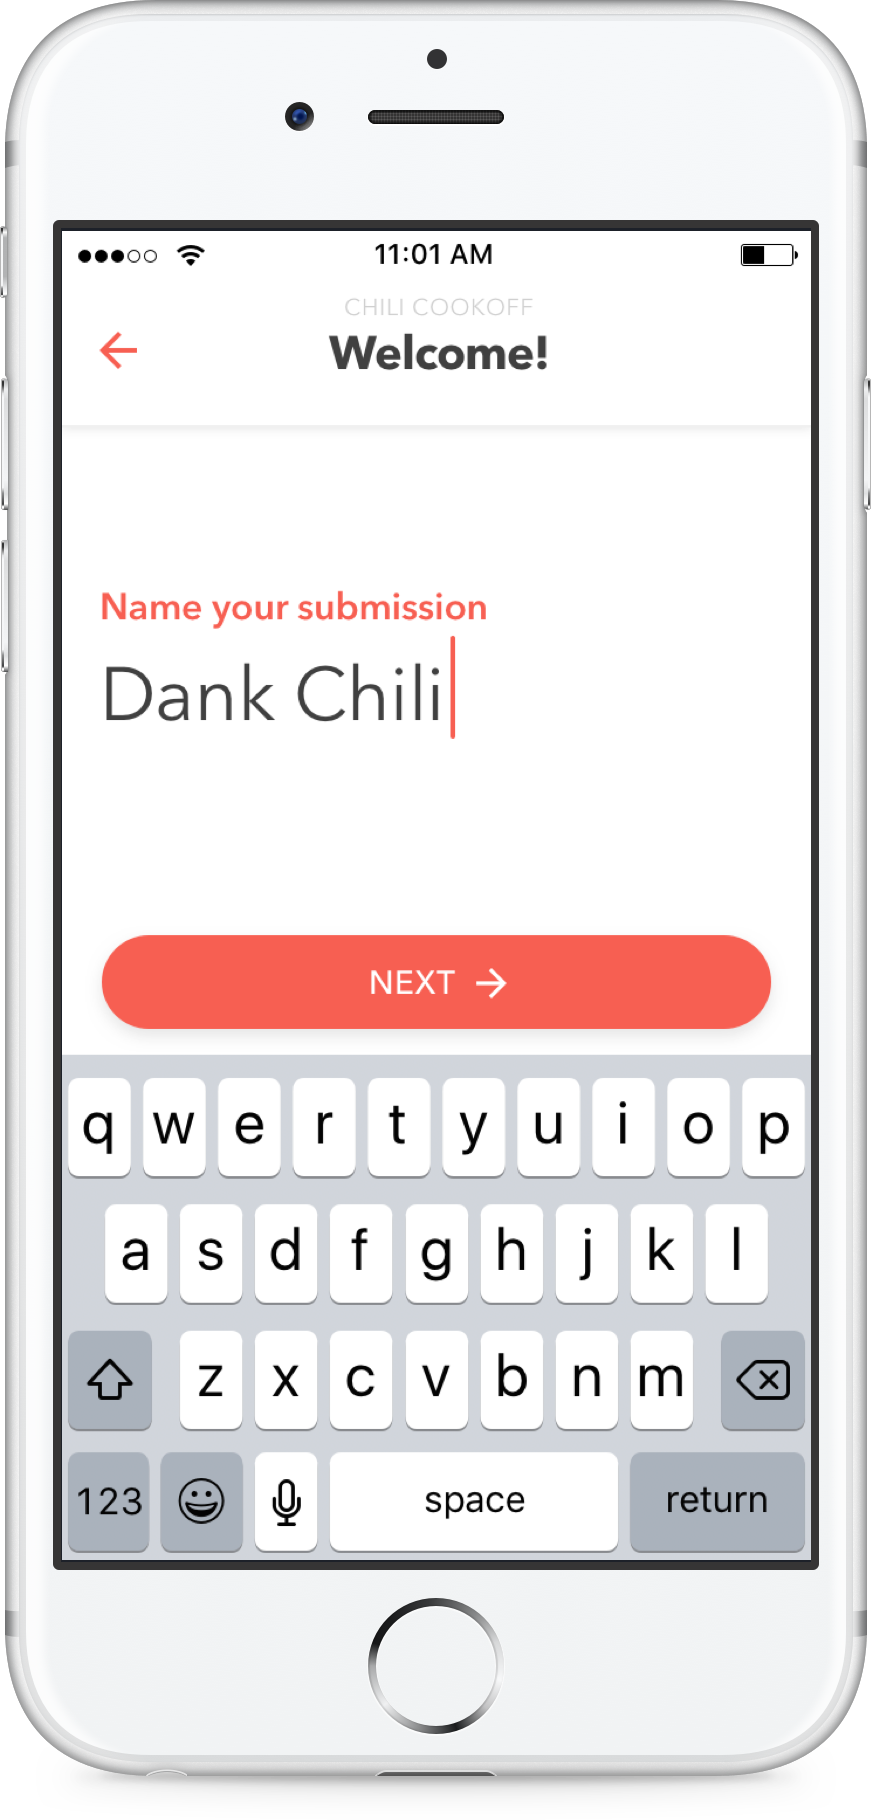 11:01 AM
CHILI COOKOFF
Welcome!
Name your submission
Dank Chili
NEXT
q w e r t y u i o p
a s d f g h j k l
z x c v b n m
123 space return